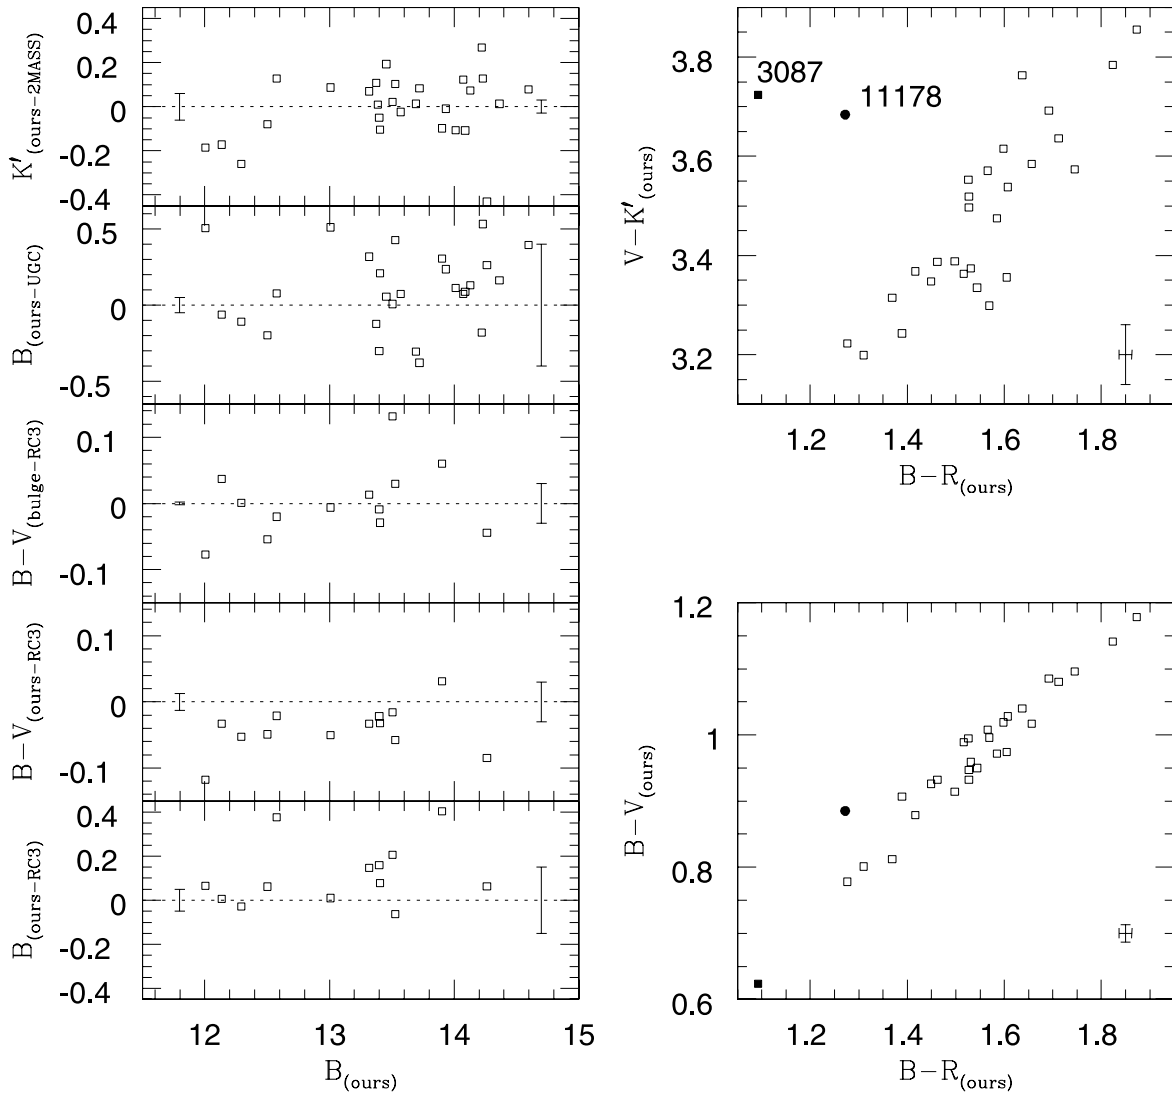 0.4
0.2
0
-0.2
-0.4
K′(ours-2MASS)
0.5
0
-0.5
B(ours-UGC)
0.1
0
-0.1
B-V(bulge-RC3)
0.1
0
-0.1
B-V(ours-RC3)
0.4
0.2
0
-0.2
-0.4
B(ours-RC3)
12 13 14 15
B(ours)
3.8
3.6
3.4
3.2
V-K′(ours)
3087
11178
1.2 1.4 1.6 1.8
B-R(ours)
1.2
1
0.8
0.6
B-V(ours)
1.2 1.4 1.6 1.8
B-R(ours)